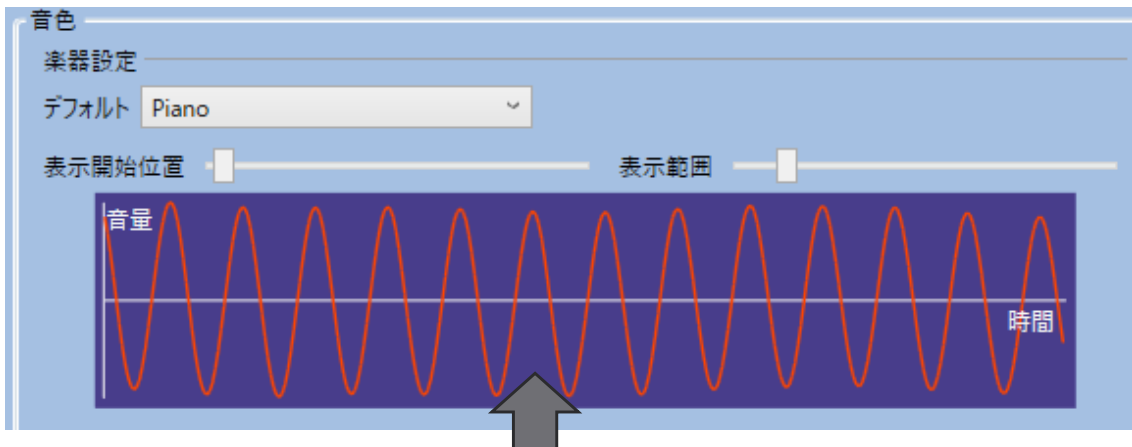 音色
楽器設定
デフォルト Piano
表示開始位置 表示範囲
音量
時間